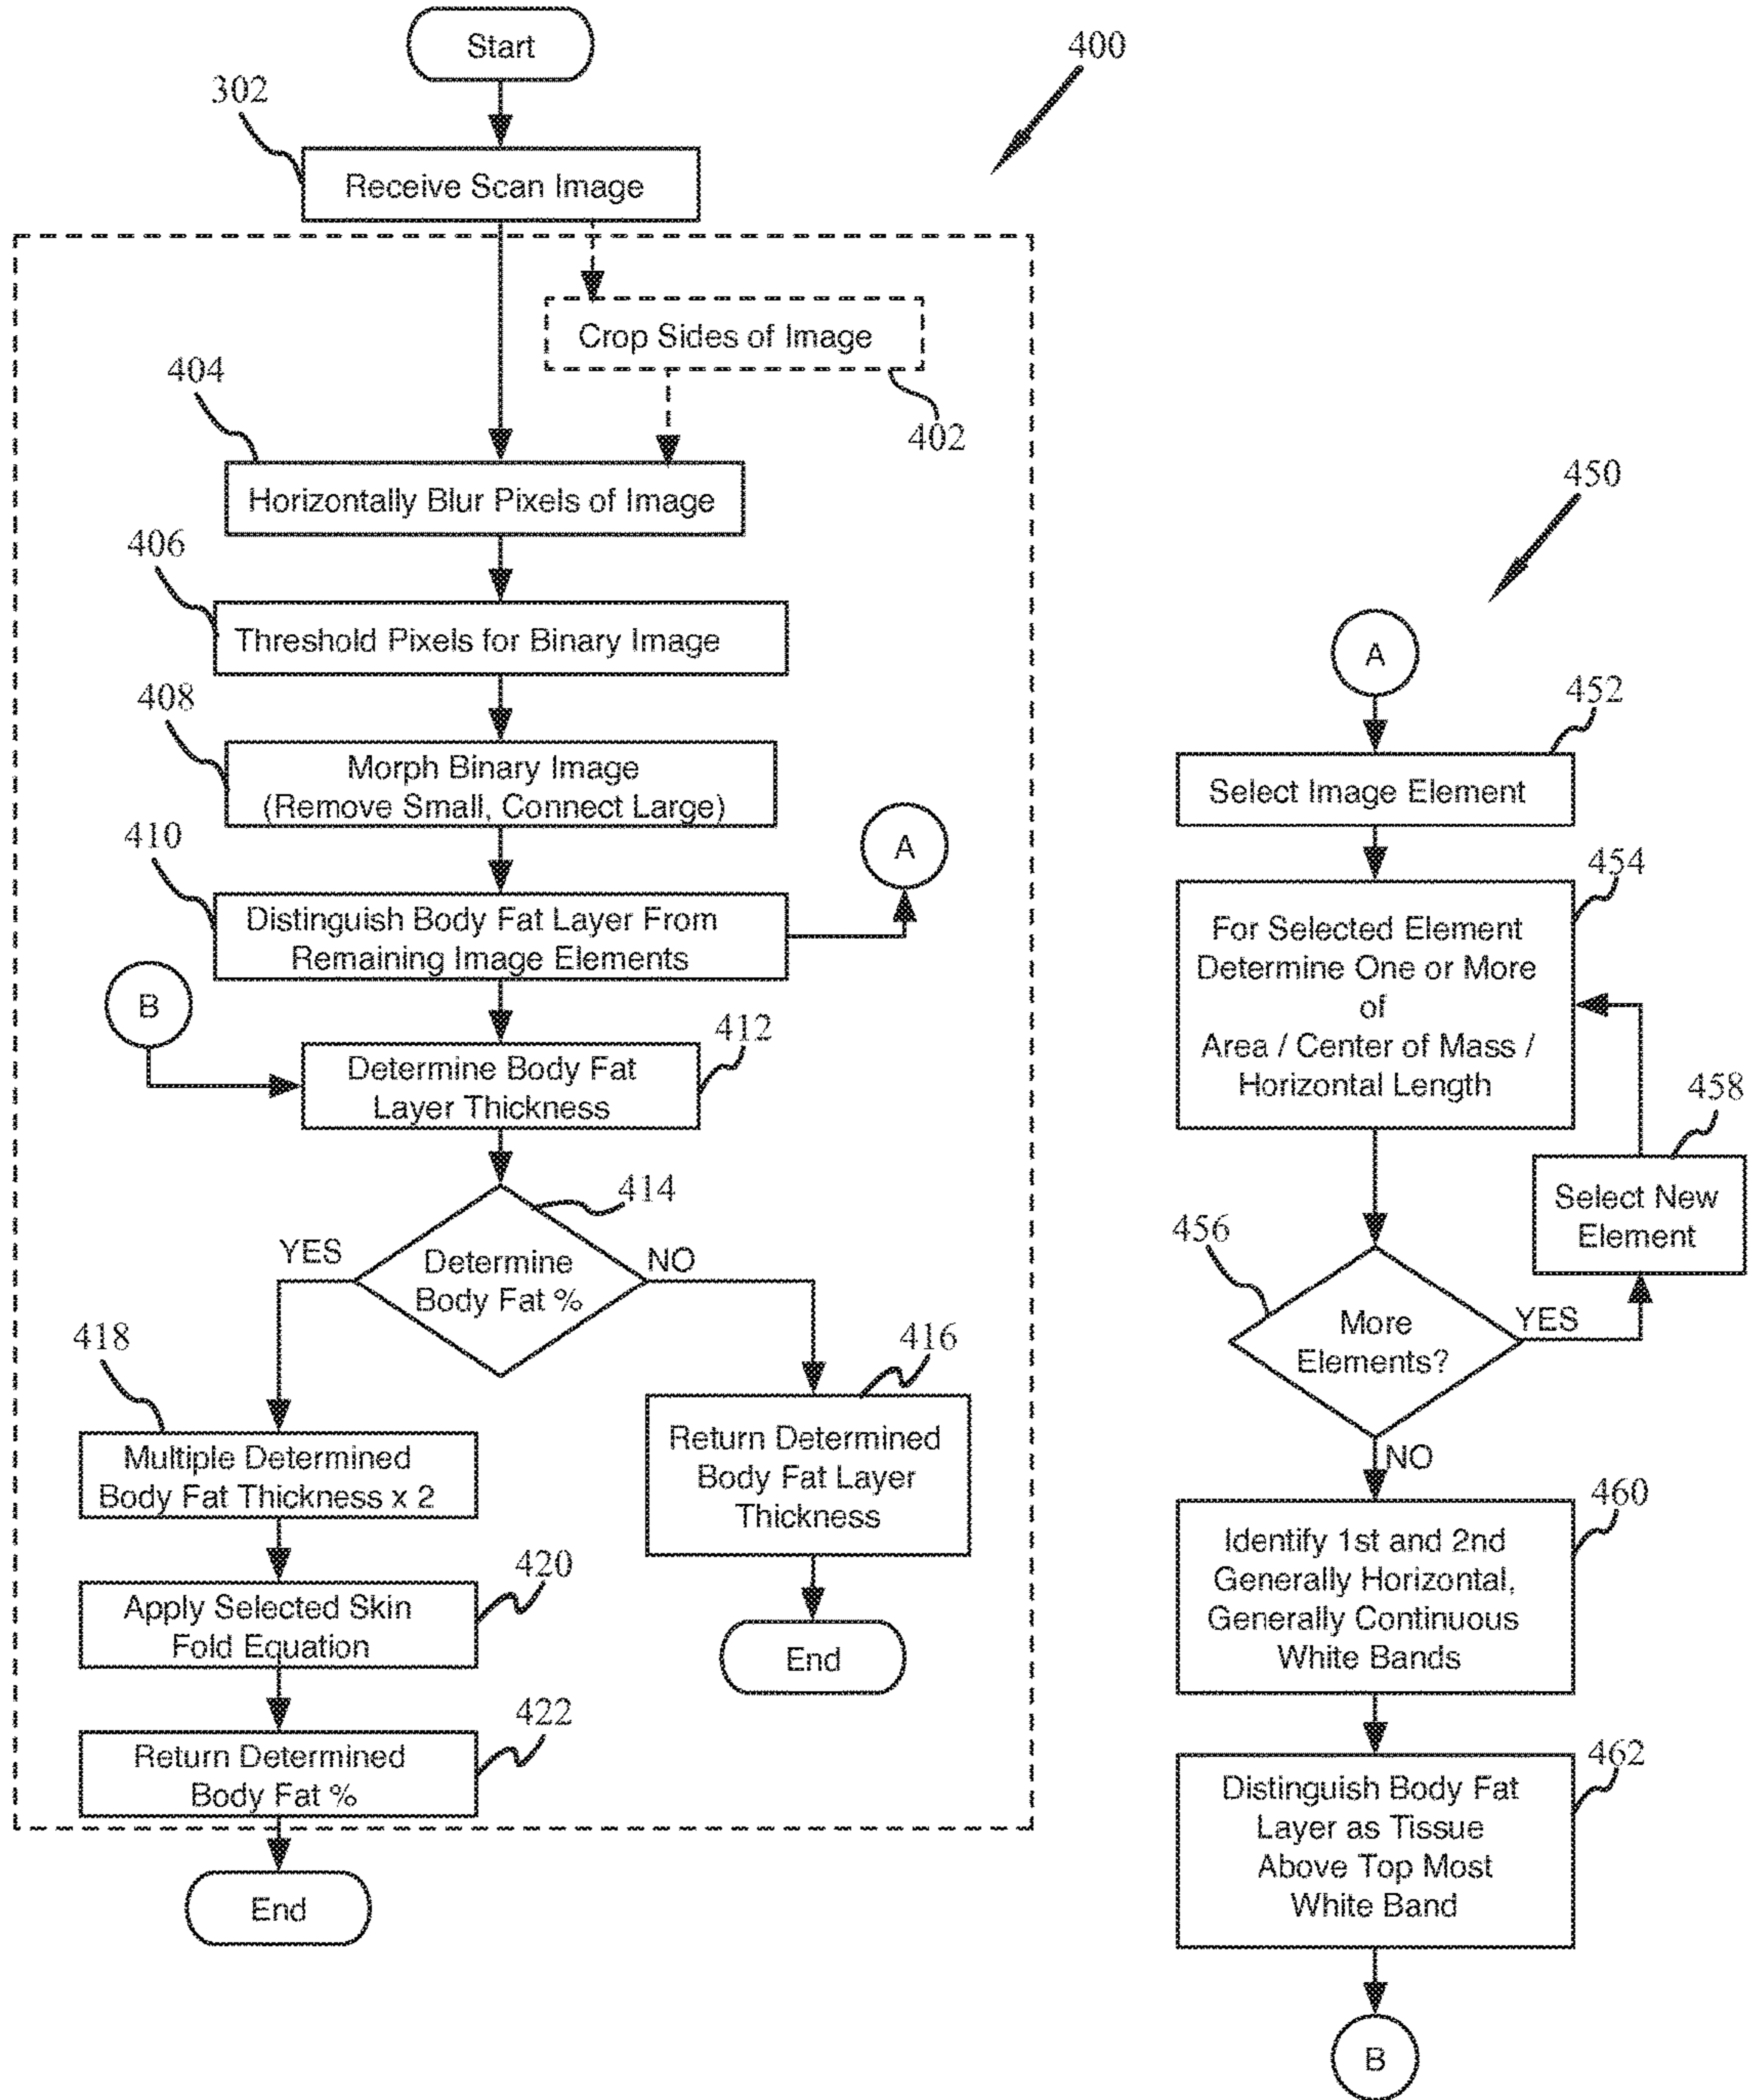 Start
400
302
Receive Scan Image
Crop Sides of Image
402
404
Horizontally Blur Pixels of Image
406
Threshold Pixels for Binary Image
408
Morph Binary Image
(Remove Small, Connect Large)
410
A
Distinguish Body Fat Layer From
Remaining Image Elements
B
412
Determine Body Fat
Layer Thickness
414
YES
Determine
Body Fat %
NO
418
Multiple Determined
Body Fat Thickness x 2
416
Return Determined
Body Fat Layer
Thickness
End
420
Apply Selected Skin
Fold Equation
422
Return Determined
Body Fat %
End
450
A
452
Select Image Element
454
For Selected Element
Determine One or More
of
Area / Center of Mass /
Horizontal Length
458
Select New
Element
456
More
Elements?
YES
NO
460
Identify 1st and 2nd
Generally Horizontal,
Generally Continuous
White Bands
462
Distinguish Body Fat
Layer as Tissue
Above Top Most
White Band
B